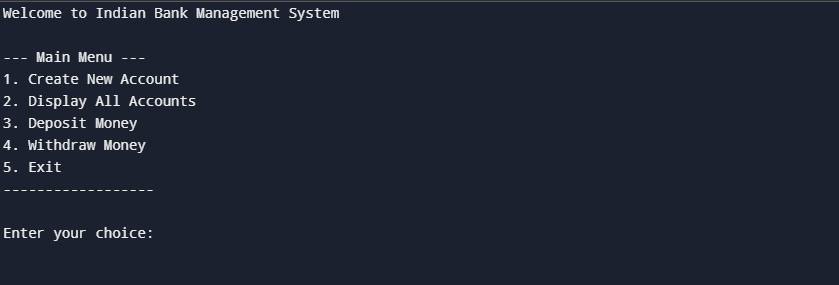 Welcome to Indian Bank Management System
--- Main Menu ---
1. Create New Account
2. Display All Accounts
3. Deposit Money
4. Withdraw Money
5. Exit
------------------
Enter your choice: